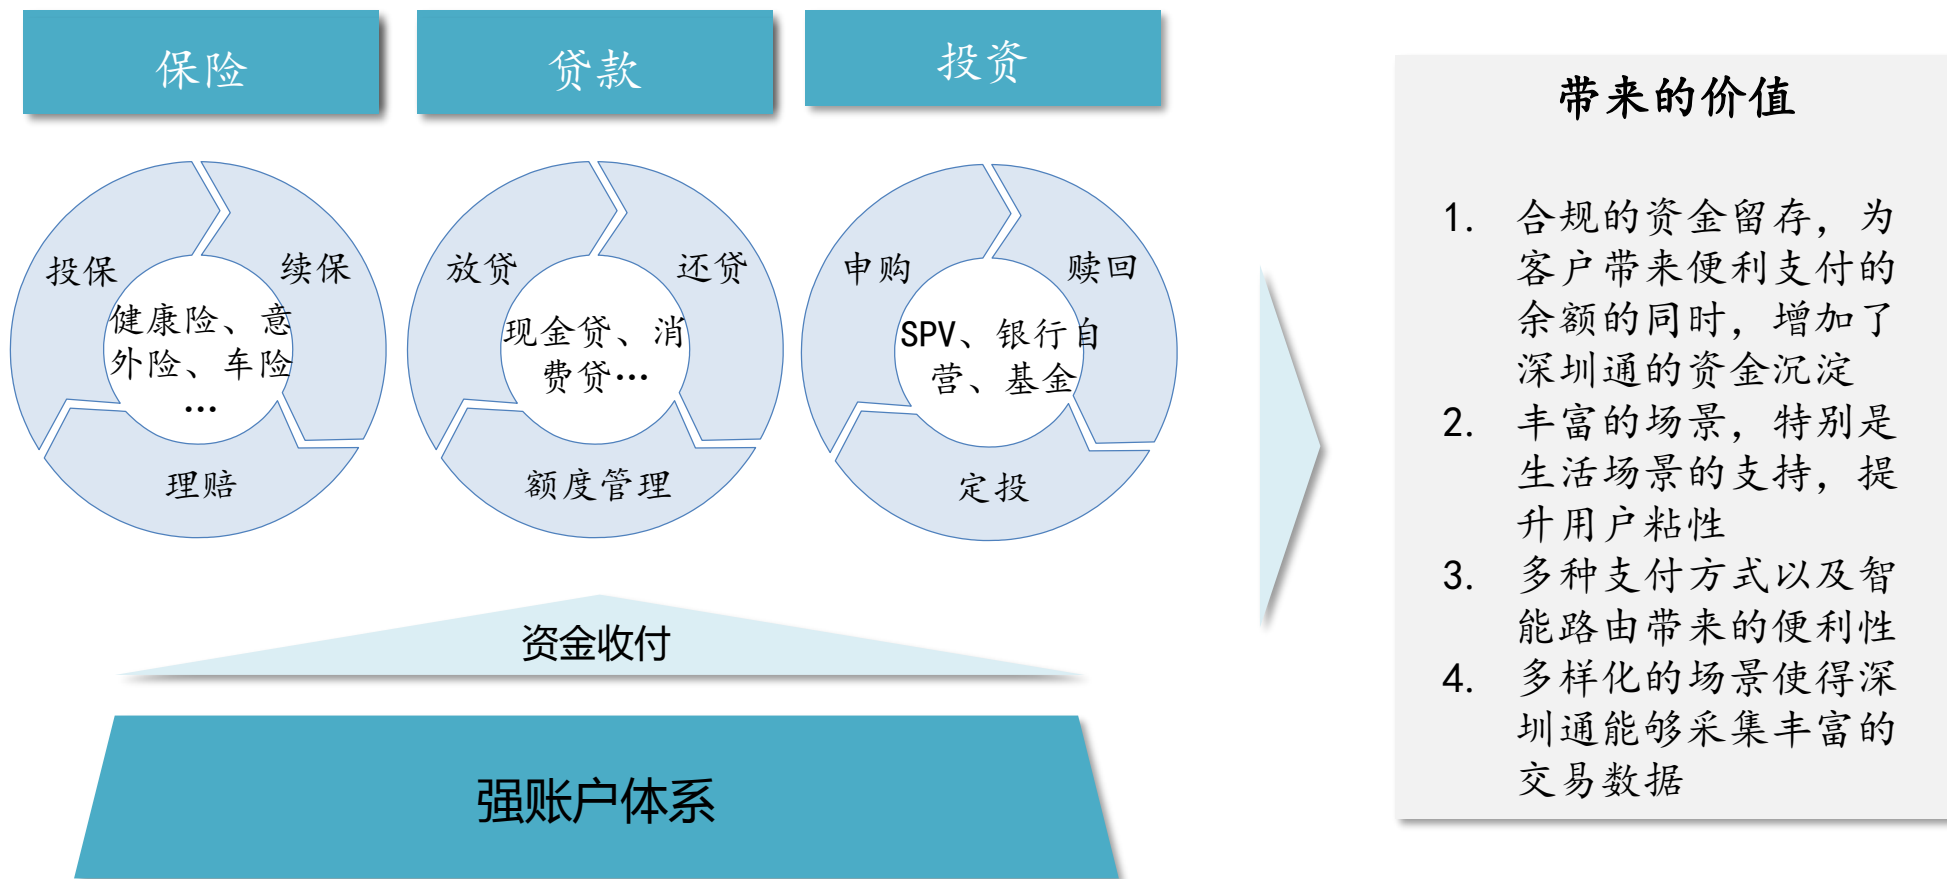 保险
贷款
投资
投保
续保
健康险、意
外险、车险
…
理赔
放贷
还贷
现金贷、消
费贷…
额度管理
申购
赎回
SPV、银行自
营、基金
定投
资金收付
强账户体系
带来的价值
1. 合规的资金留存，为
客户带来便利支付的
余额的同时，增加了
深圳通的资金沉淀
2. 丰富的场景，特别是
生活场景的支持，提
升用户粘性
3. 多种支付方式以及智
能路由带来的便利性
4. 多样化的场景使得深
圳通能够采集丰富的
交易数据